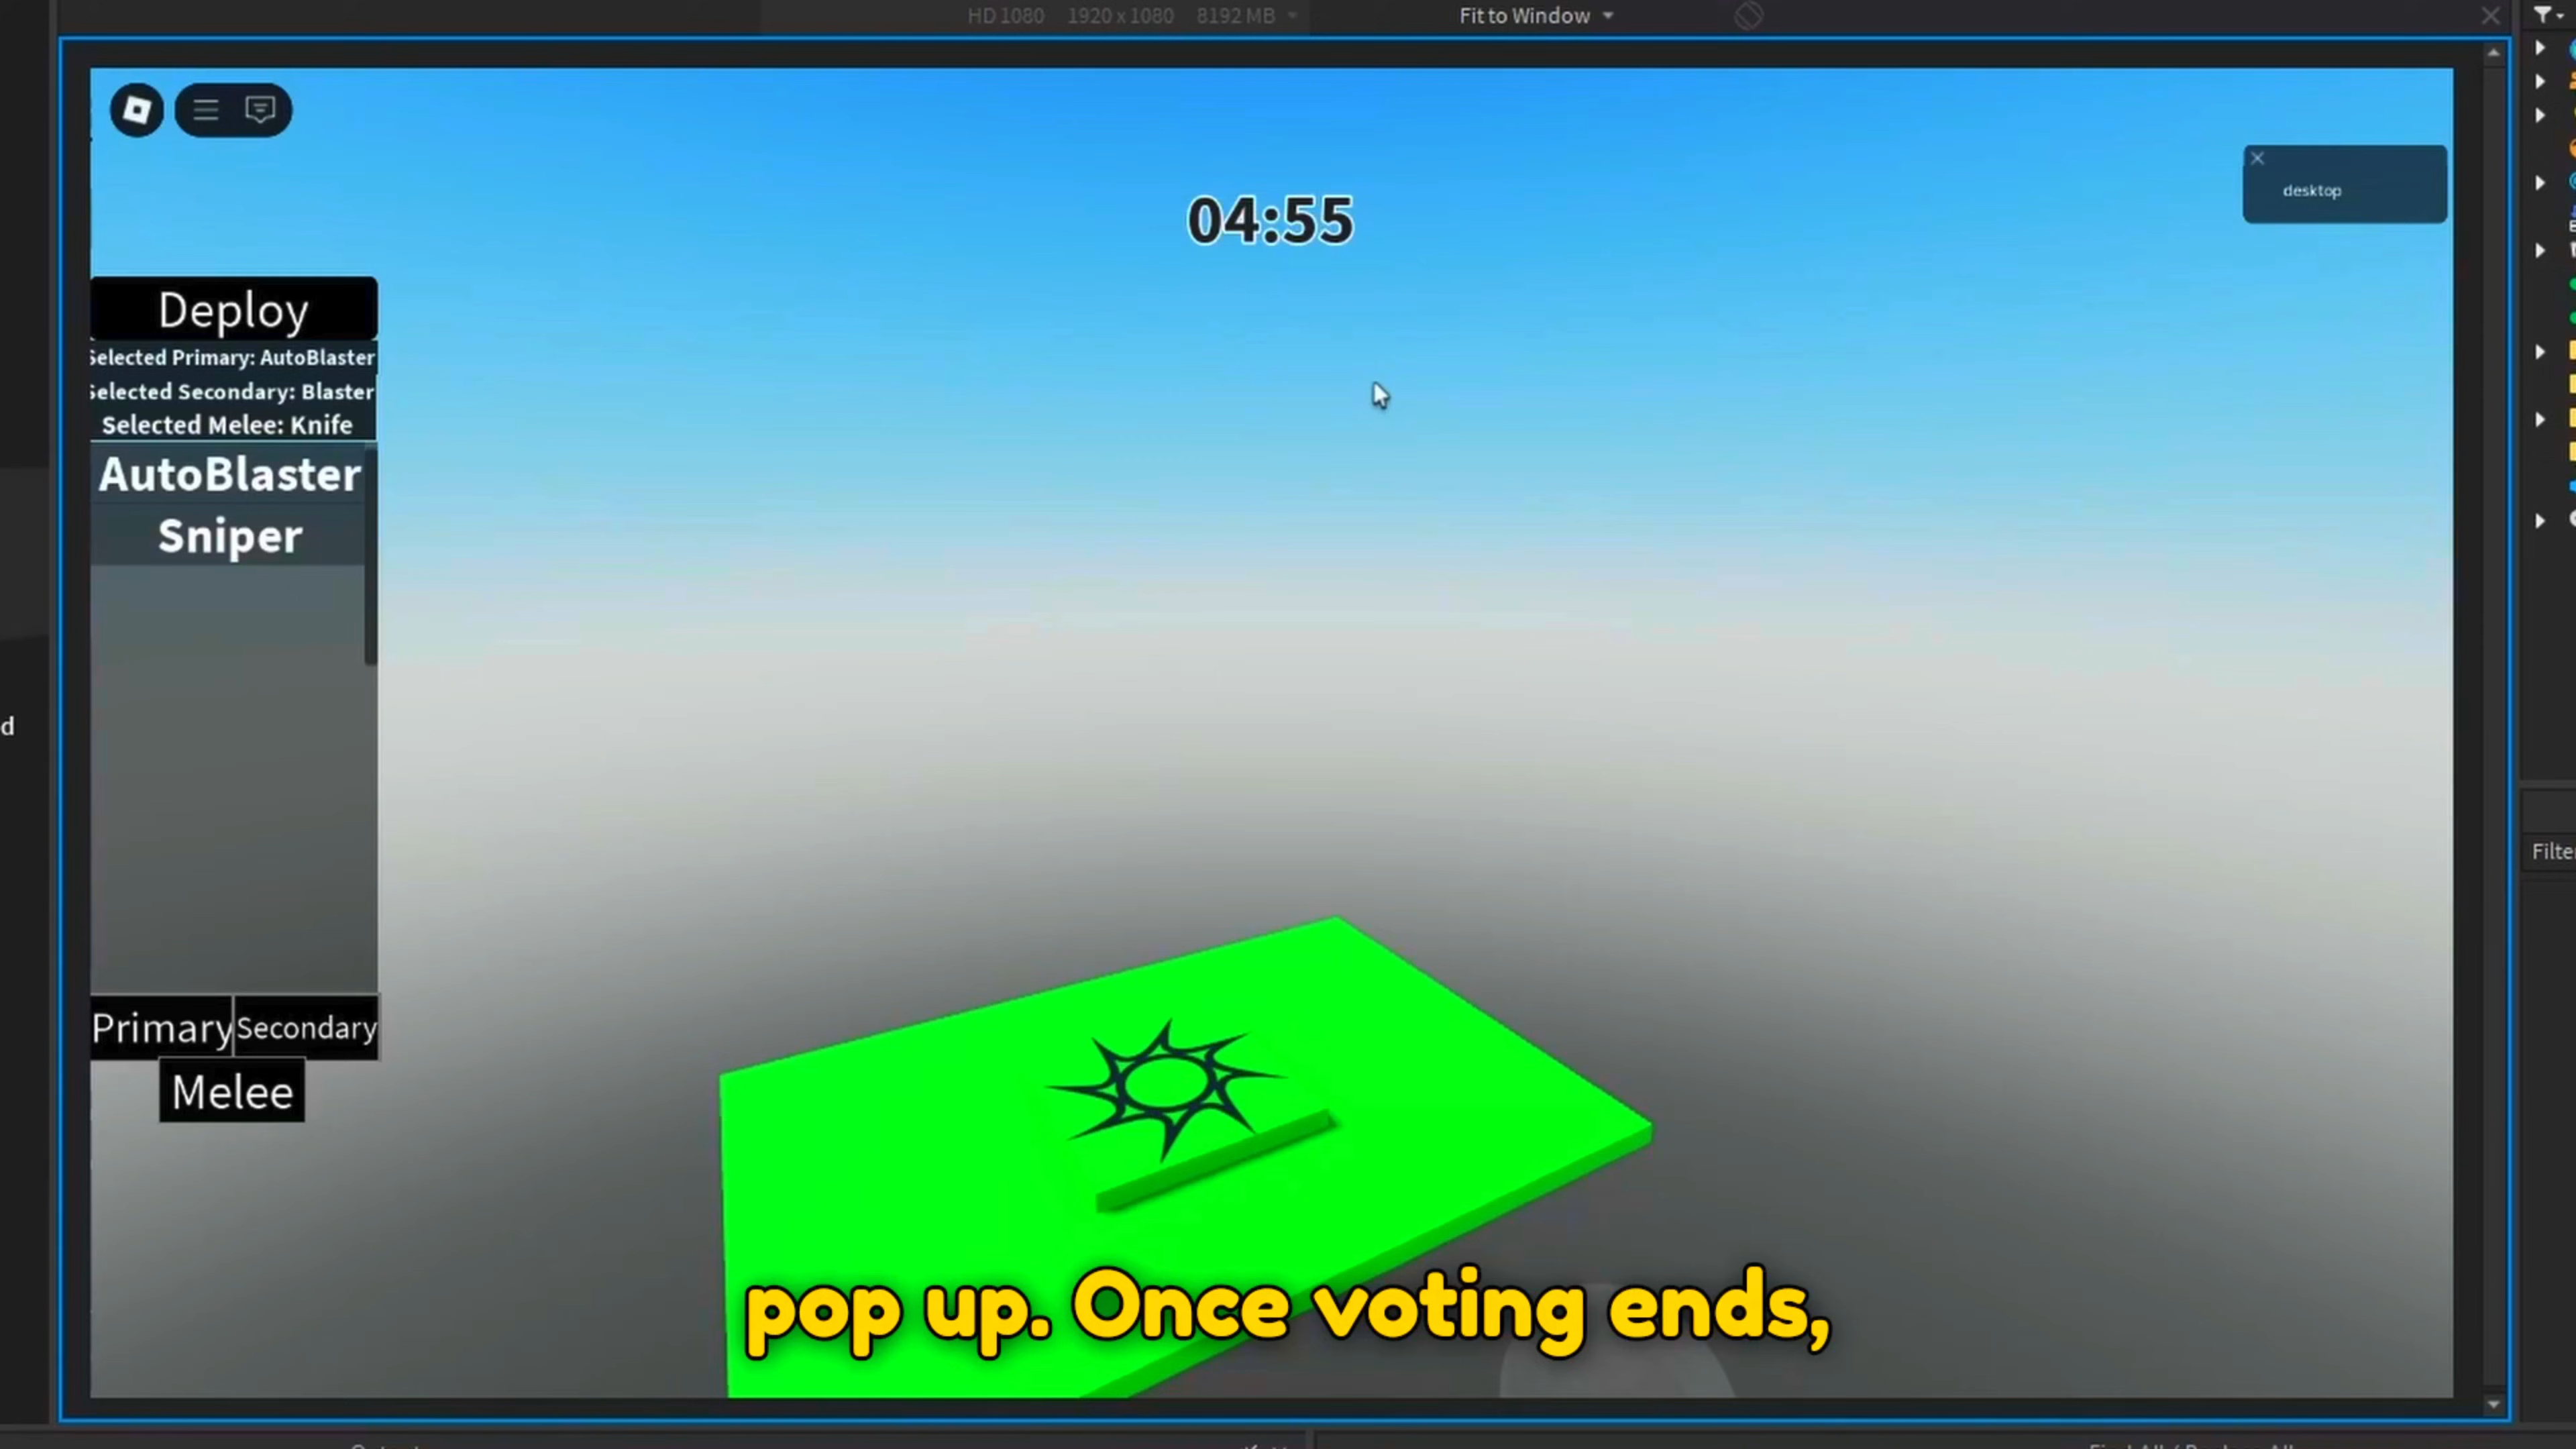 HD 1080 1920 x 1080 8192 MB
Fit to Window
04:55
desktop
Deploy
Selected Primary: AutoBlaster
Selected Secondary: Blaster
Selected Melee: Knife
AutoBlaster
Sniper
d
Primary Secondary
Melee
Filte
pop up. Once voting ends,